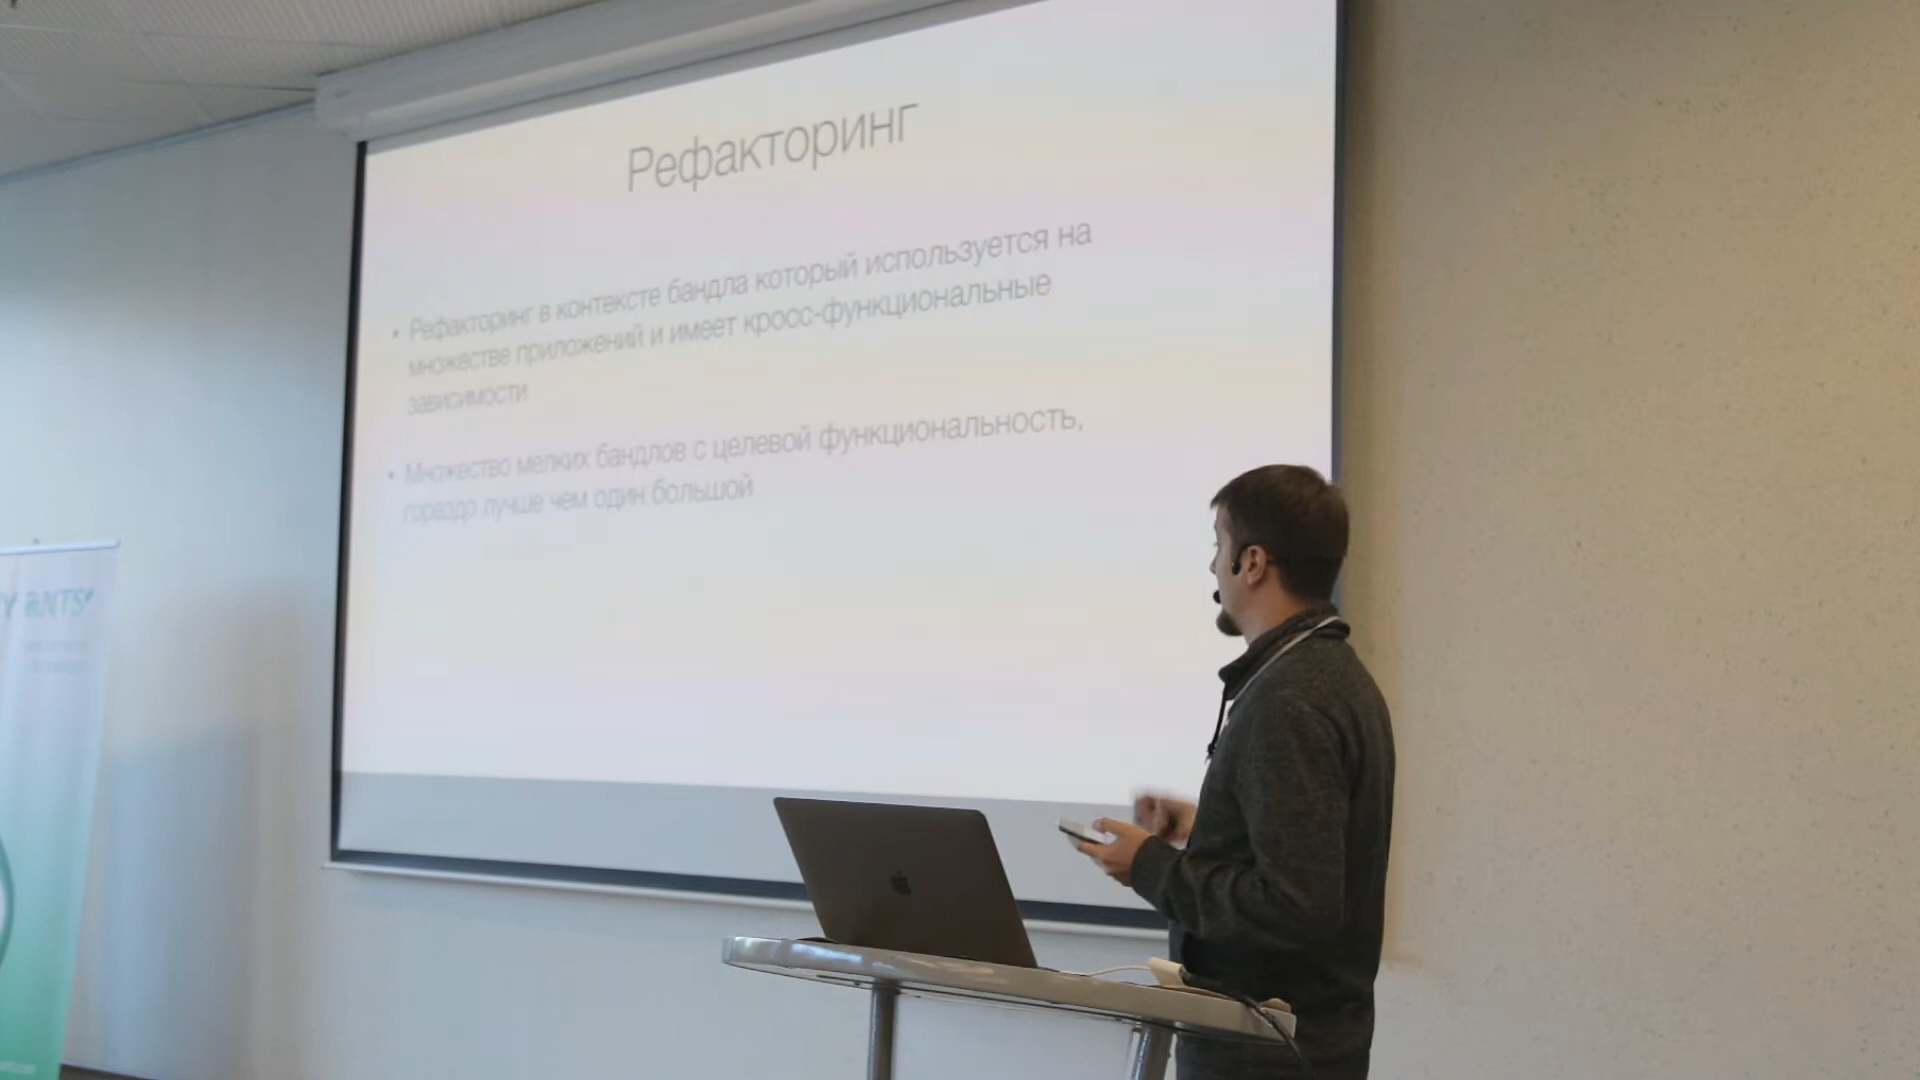 Рефакторинг
• Рефакторинг в контексте бандла который используется на
множестве приложений и имеет кросс-функциональные
зависимости
• Множество мелких бандлов с целевой функциональность,
гораздо лучше чем один большой
ANTS